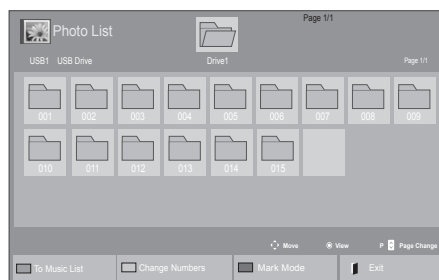 Page 1/1
Photo List
USB1 USB Drive Drive1 Page 1/1
001 002 003 004 005 006 007 008 009
010 011 012 013 014 015
Move View P Page Change
To Music List Change Numbers Mark Mode Exit